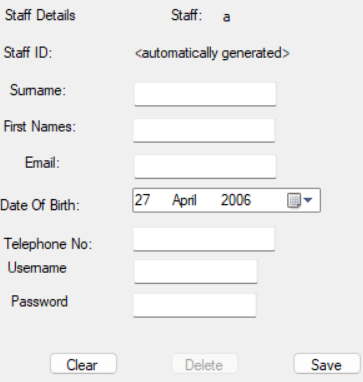 Staff Details Staff: a
Staff ID: <automatically generated>
Surname:
First Names:
Email:
Date Of Birth: 27 April 2006
Telephone No:
Username
Password
Clear Delete Save